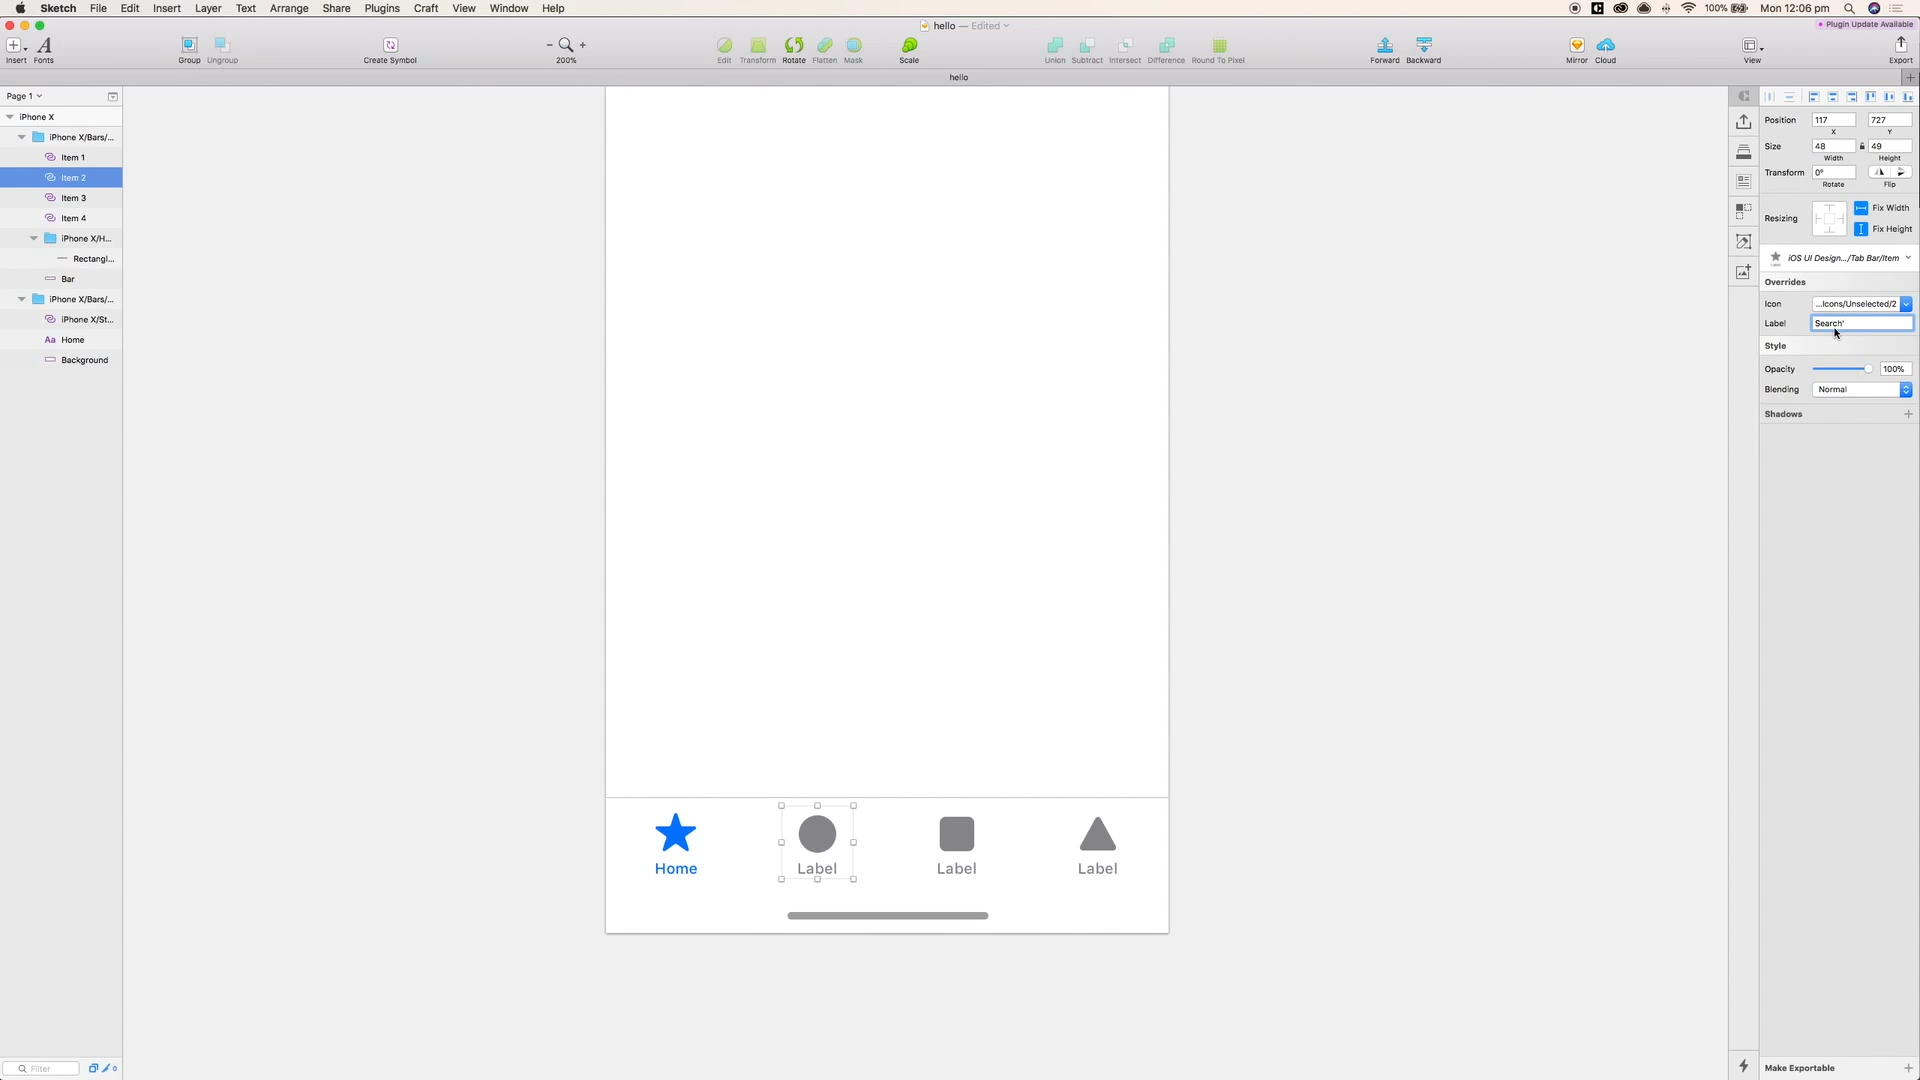 Sketch File Edit Insert Layer Text Arrange Share Plugins Craft View Window Help 100% Mon 12:06 pm
hello — Edited Plugin Update Available
Insert Fonts Group Ungroup Create Symbol 200% Edit Transform Rotate Flatten Mask Scale Union Subtract Intersect Difference Round To Pixel Forward Backward Mirror Cloud View Export
hello
Page 1
iPhone X
iPhone X/Bars/...
Item 1
Item 2
Item 3
Item 4
iPhone X/H...
Rectangl...
Bar
iPhone X/Bars/...
iPhone X/St...
Aa Home
Background
Filter 0
Home Label Label Label
Position 117 727
X Y
Size 48 49
Width Height
Transform 0°
Rotate Flip
Resizing Fix Width
Fix Height
Label iOS UI Design.../Tab Bar/Item
Overrides
Icon ...Icons/Unselected/2
Label Search'
Style
Opacity 100%
Blending Normal
Shadows
Make Exportable